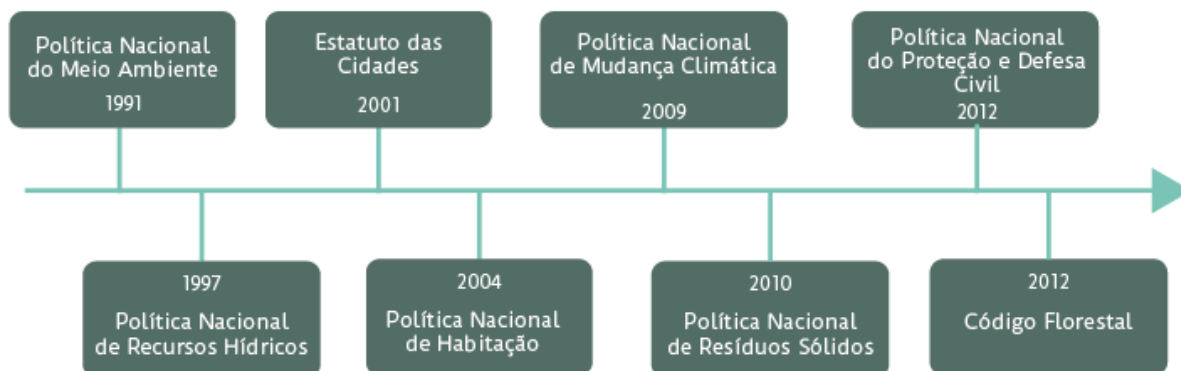 Política Nacional
do Meio Ambiente
1991
Estatuto das
Cidades
2001
Política Nacional
de Mudança Climática
2009
Política Nacional
do Proteção e Defesa
Civil
2012
1997
Política Nacional
de Recursos Hídricos
2004
Política Nacional
de Habitação
2010
Política Nacional
de Resíduos Sólidos
2012
Código Florestal